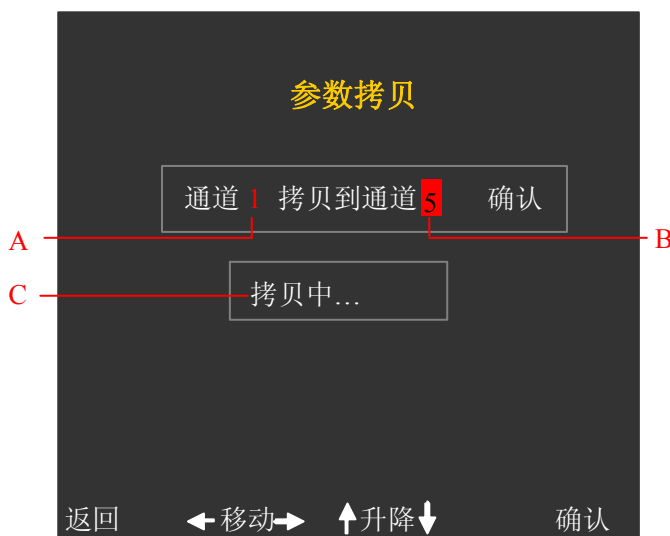 参数拷贝
通道 1 拷贝到通道 5 确认
A
B
C
拷贝中...
返回 ←移动→ ↑升降↓ 确认